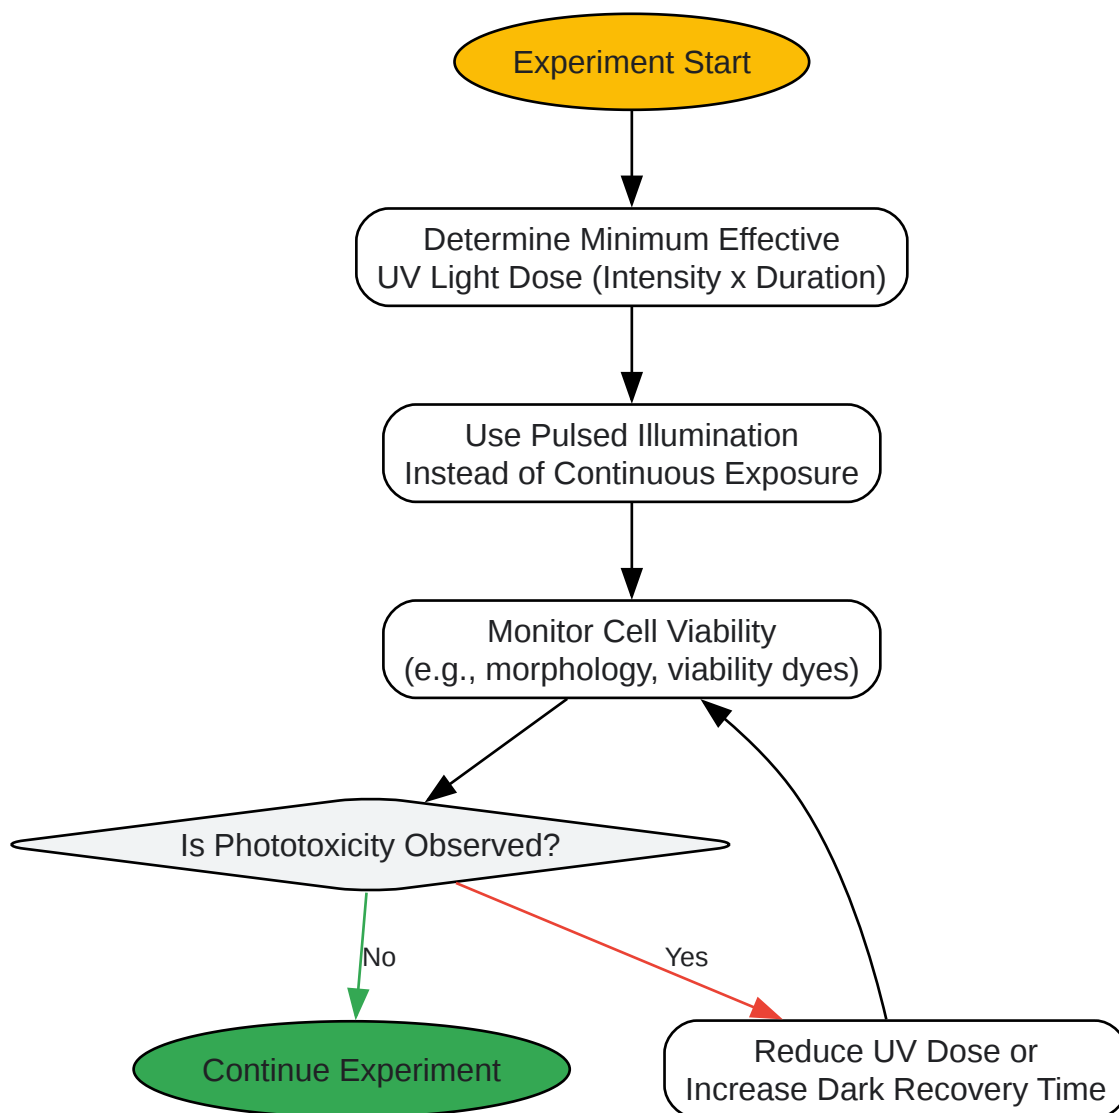 Experiment Start
Determine Minimum Effective
UV Light Dose (Intensity x Duration)
Use Pulsed Illumination
Instead of Continuous Exposure
Monitor Cell Viability
(e.g., morphology, viability dyes)
Is Phototoxicity Observed?
No
Yes
Continue Experiment
Reduce UV Dose or
Increase Dark Recovery Time